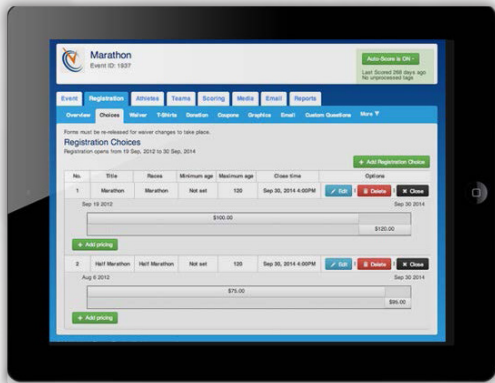 Marathon
Event ID: 1937
Auto-Score is ON
Last Scored 268 days ago
No unprocessed tags
Event Registration Athletes Teams Scoring Media Email Reports
Overview Choices Waiver T-Shirts Donation Coupons Graphics Email Custom Questions More
Forms must be re-released for waiver changes to take place.
Registration Choices
Registration opens from 19 Sep, 2012 to 30 Sep, 2014
+ Add Registration Choice
No. Title Races Minimum age Maximum age Close time Options
1 Marathon Marathon Not set 120 Sep 30, 2014 4:00PM Edit Delete Close
Sep 19 2012 Sep 30 2014
$100.00
$120.00
+ Add pricing
2 Half Marathon Half Marathon Not set 120 Sep 30, 2014 4:00PM Edit Delete Close
Aug 6 2012 Sep 30 2014
$75.00
$95.00
+ Add pricing